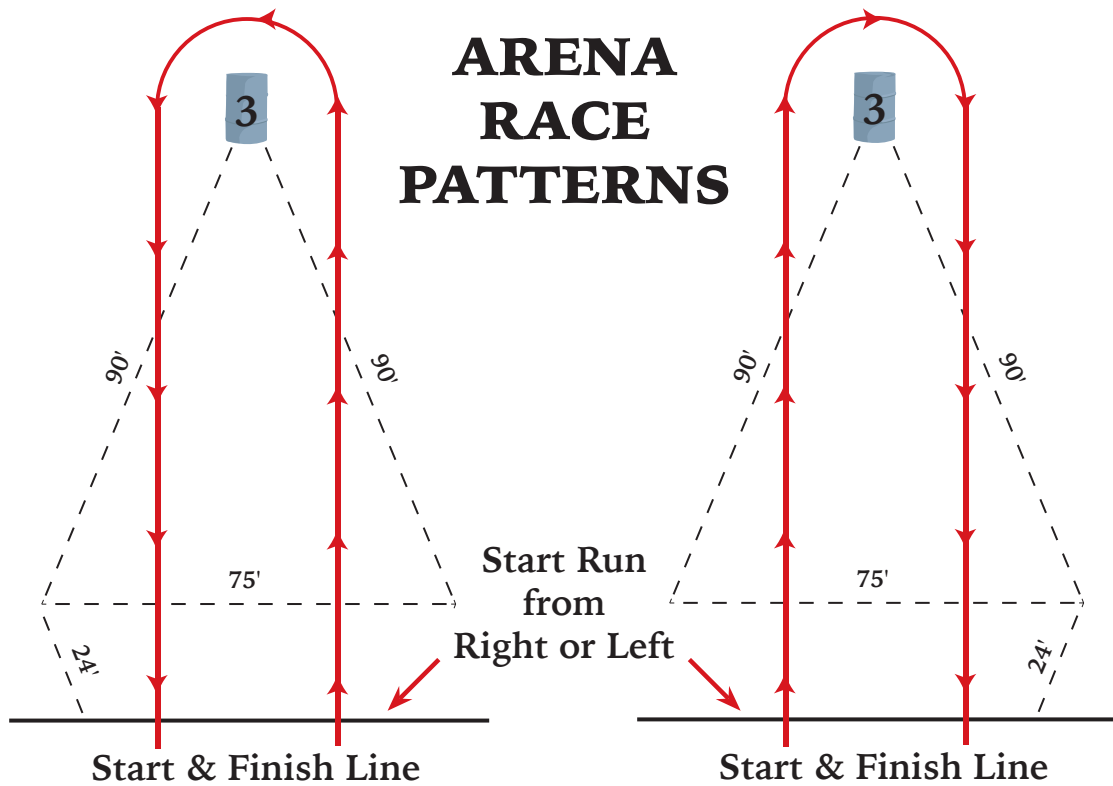 ARENA
RACE
PATTERNS
3
3
90'
90'
90'
90'
75'
75'
Start Run
from
Right or Left
24'
24'
Start & Finish Line
Start & Finish Line